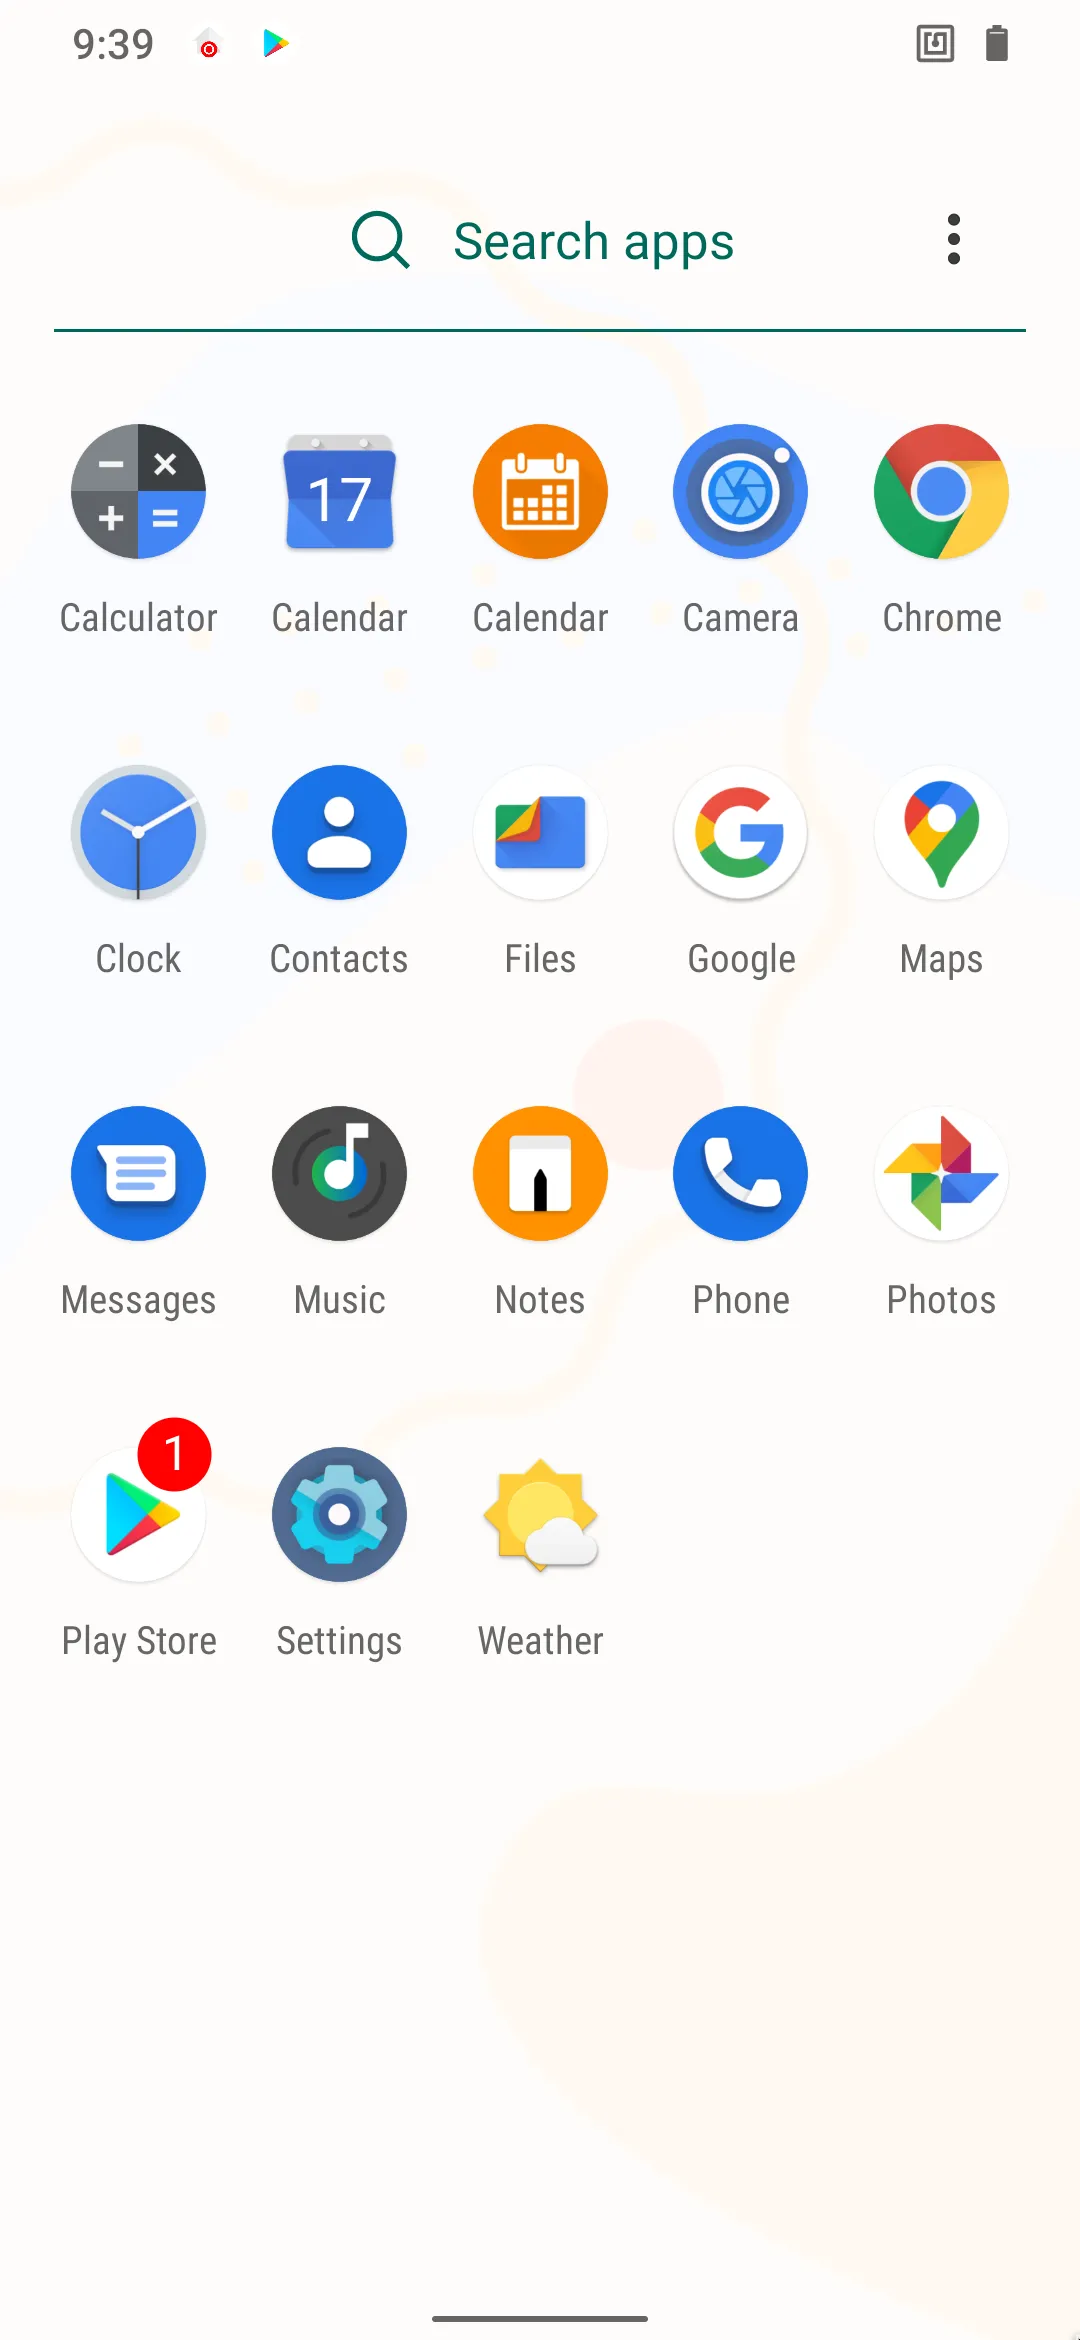 9:39
Search apps
17
Calculator Calendar Calendar Camera Chrome
Clock Contacts Files Google Maps
Messages Music Notes Phone Photos
1
Play Store Settings Weather